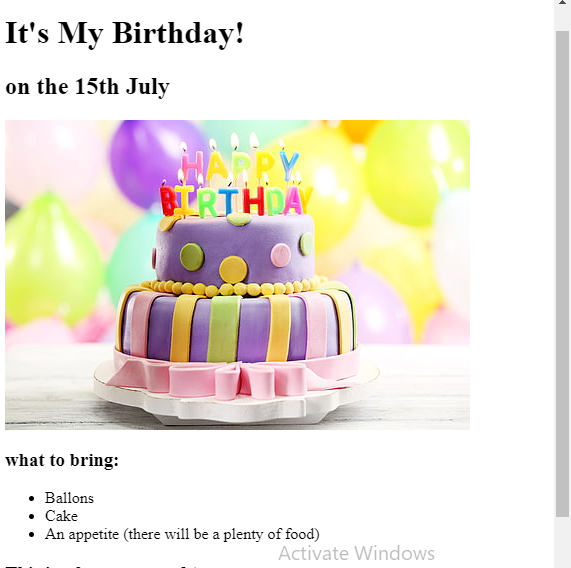 It's My Birthday!
on the 15th July
HAPPY
BIRTHDAY
what to bring:
Ballons
Cake
An appetite (there will be a plenty of food)
Activate Windows